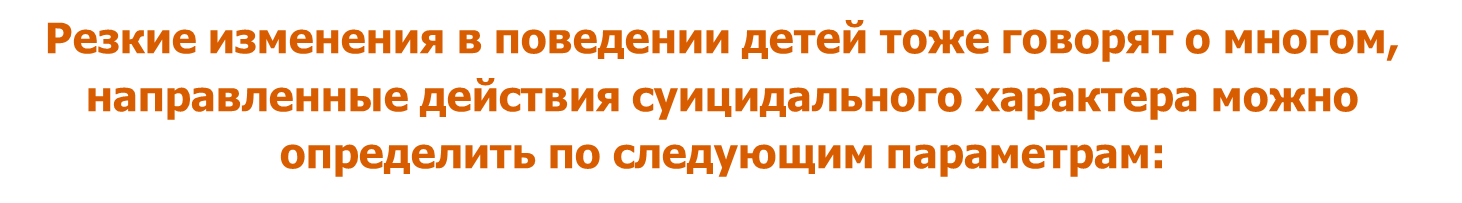 Резкие изменения в поведении детей тоже говорят о многом,
направленные действия суицидального характера можно
определить по следующим параметрам: